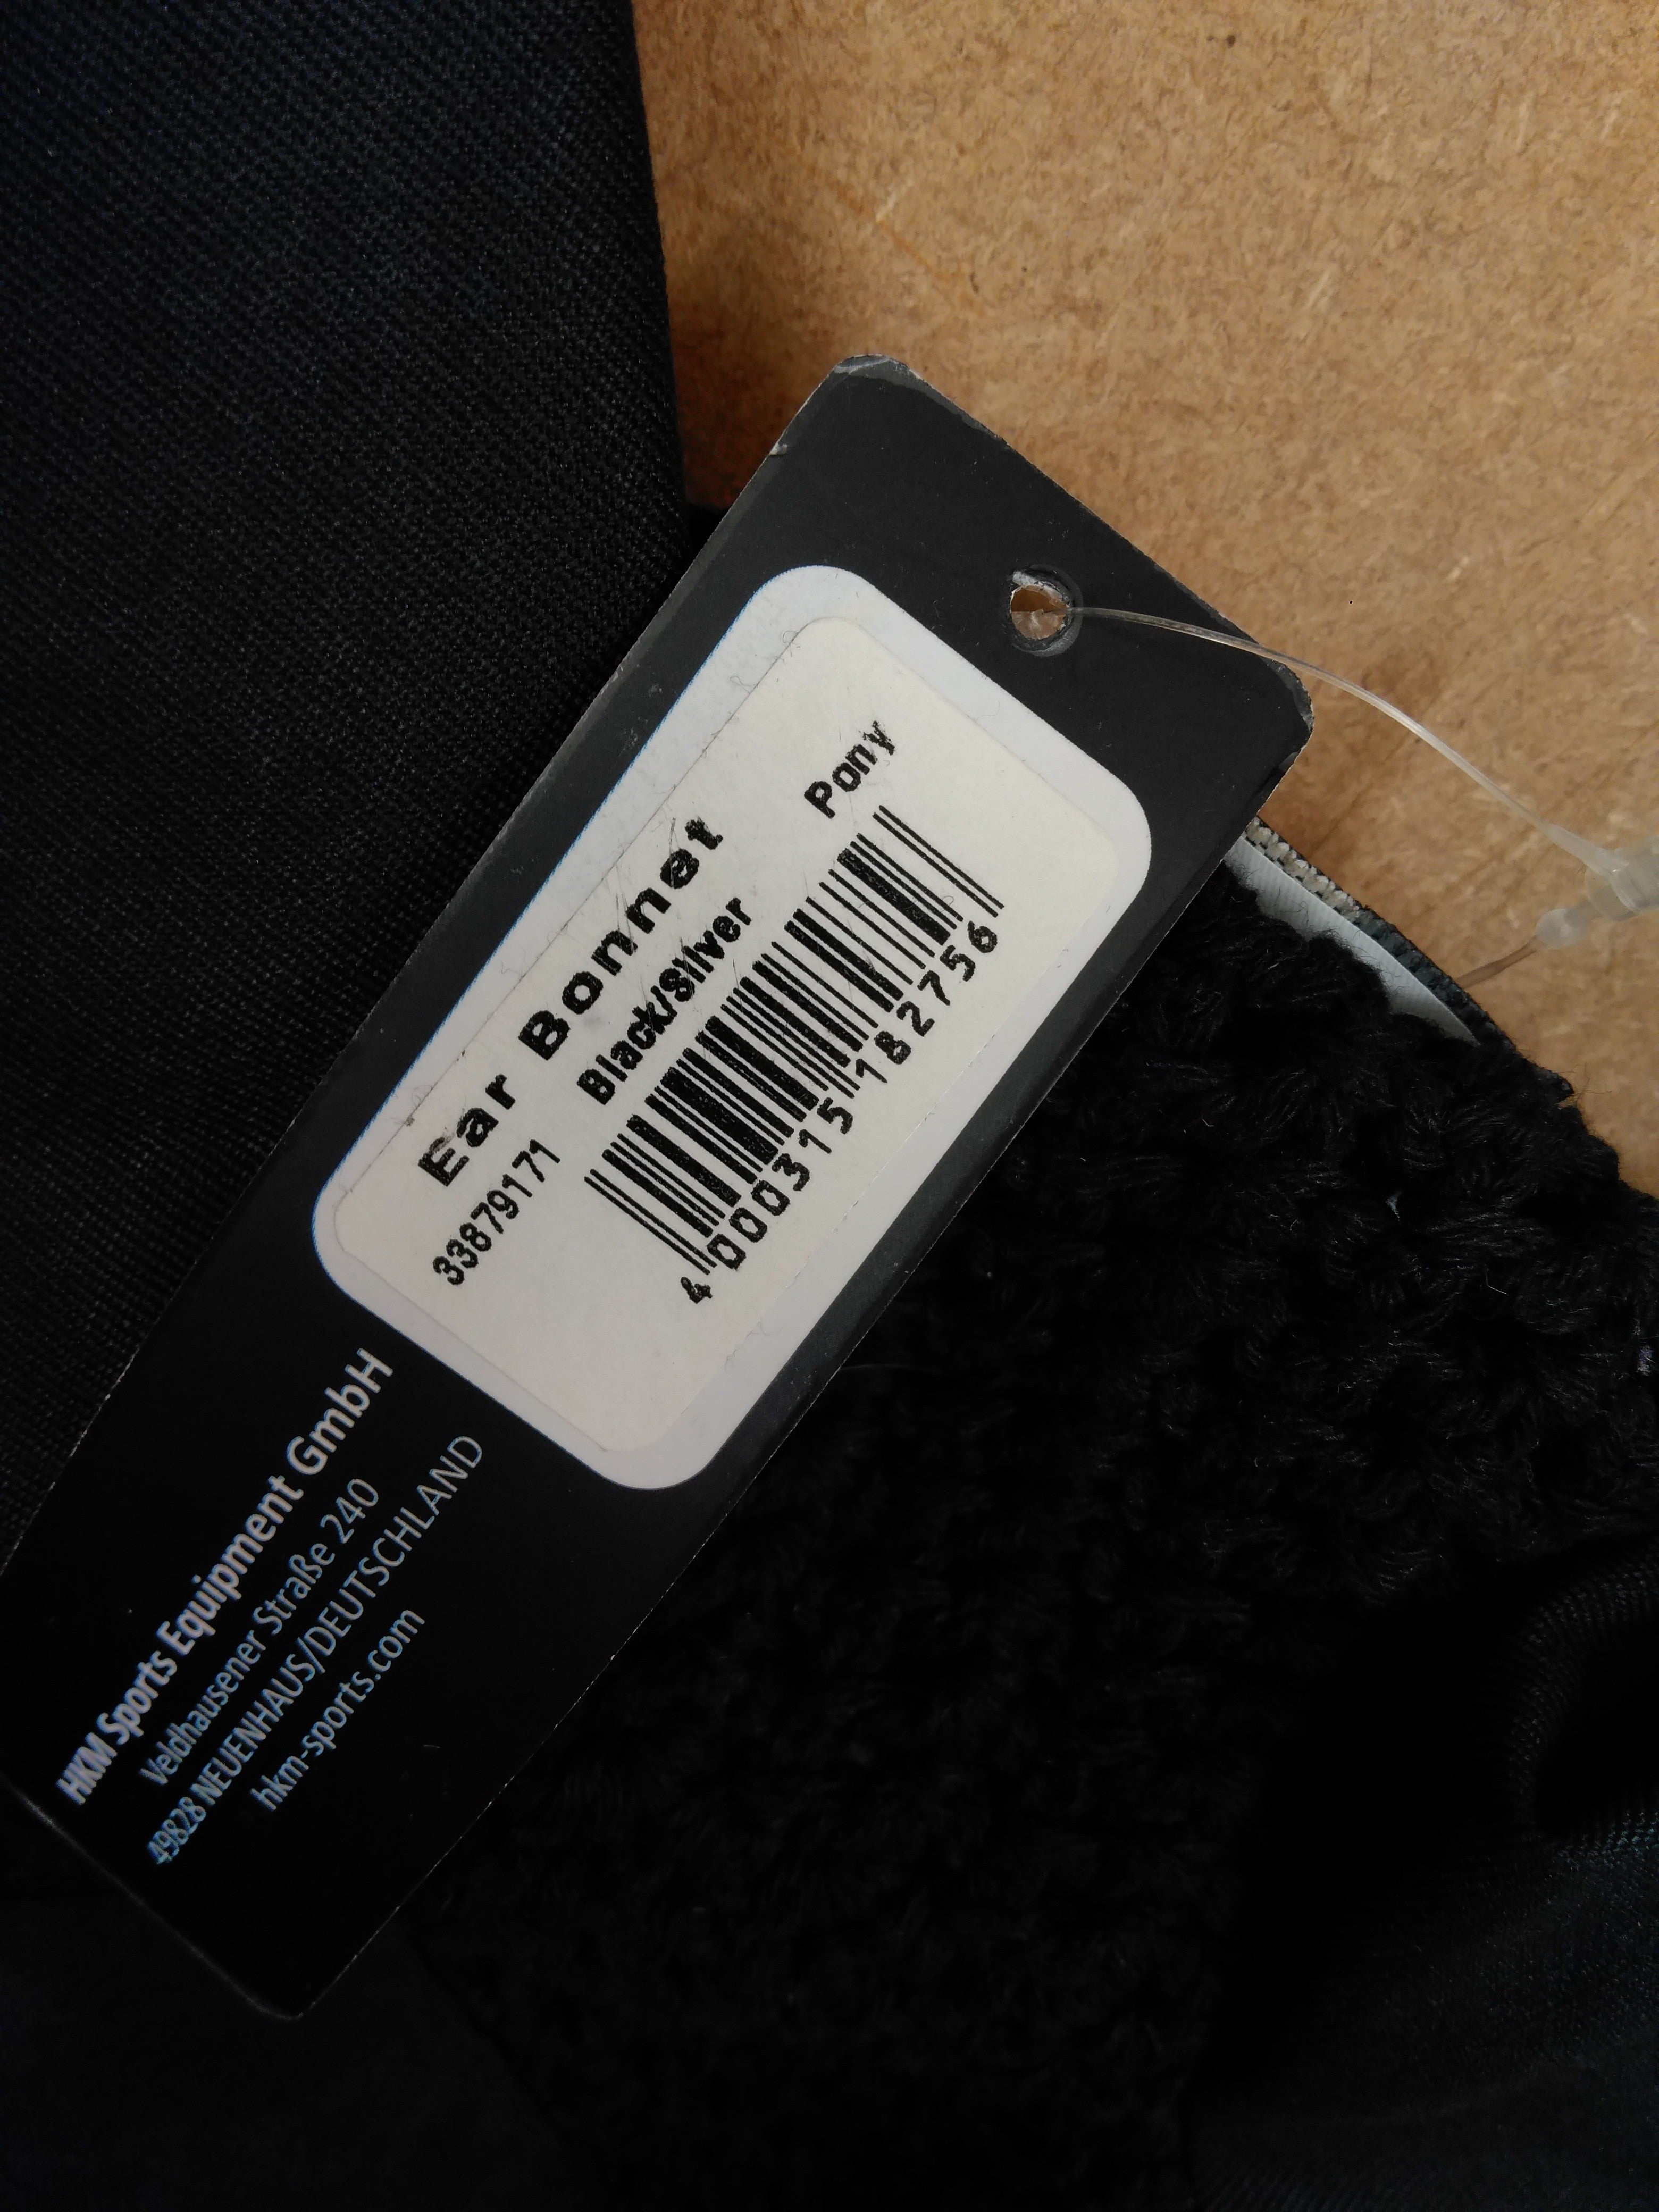 Ear Bonnet
33879171
Black/Silver
Pony
4 000315 182756
HKM Sports Equipment GmbH
Veldhausener Straße 240
49828 NEUENHAUS/DEUTSCHLAND
hkm-sports.com